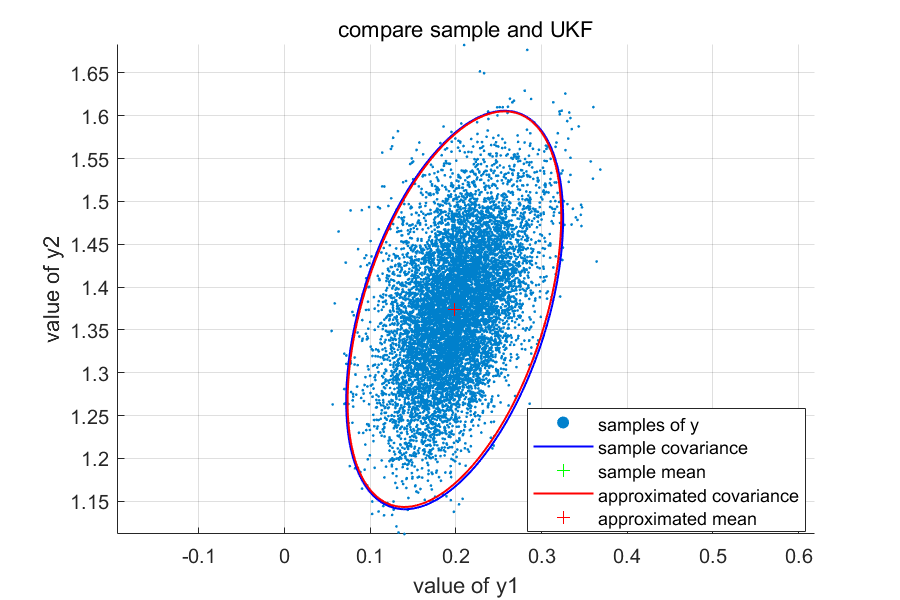 compare sample and UKF
value of y2
1.65
1.6
1.55
1.5
1.45
1.4
1.35
1.3
1.25
1.2
1.15
samples of y
sample covariance
sample mean
approximated covariance
approximated mean
-0.1 0 0.1 0.2 0.3 0.4 0.5 0.6
value of y1